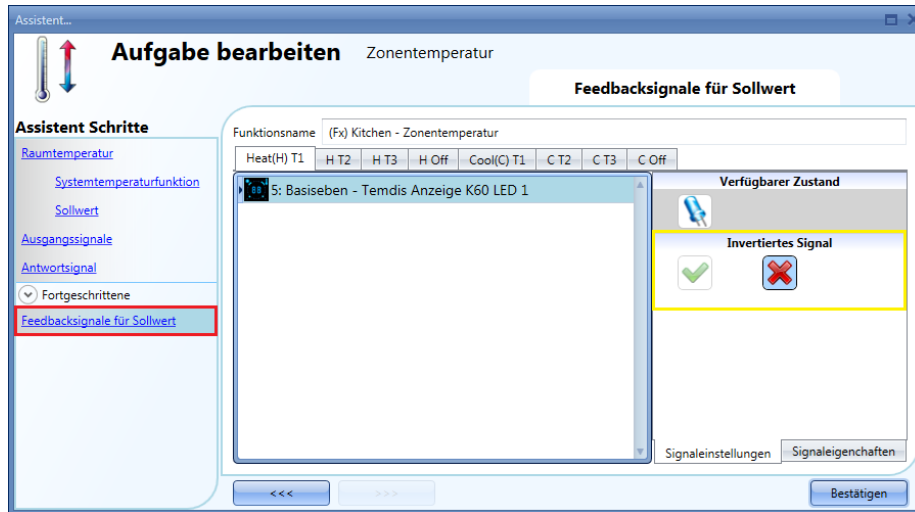 Assistent...
Aufgabe bearbeiten Zonentemperatur
Feedbacksignale für Sollwert
Assistent Schritte
Raumtemperatur
Systemtemperaturfunktion
Sollwert
Ausgangssignale
Antwortsignal
Fortgeschrittene
Feedbacksignale für Sollwert
Funktionsname (Fx) Kitchen - Zonentemperatur
Heat(H) T1 H T2 H T3 H Off Cool(C) T1 C T2 C T3 C Off
5: Basiseben - Temdis Anzeige K60 LED 1
Verfügbarer Zustand
Invertiertes Signal
Signaleinstellungen Signaleigenchaften
<<< >>> Bestätigen